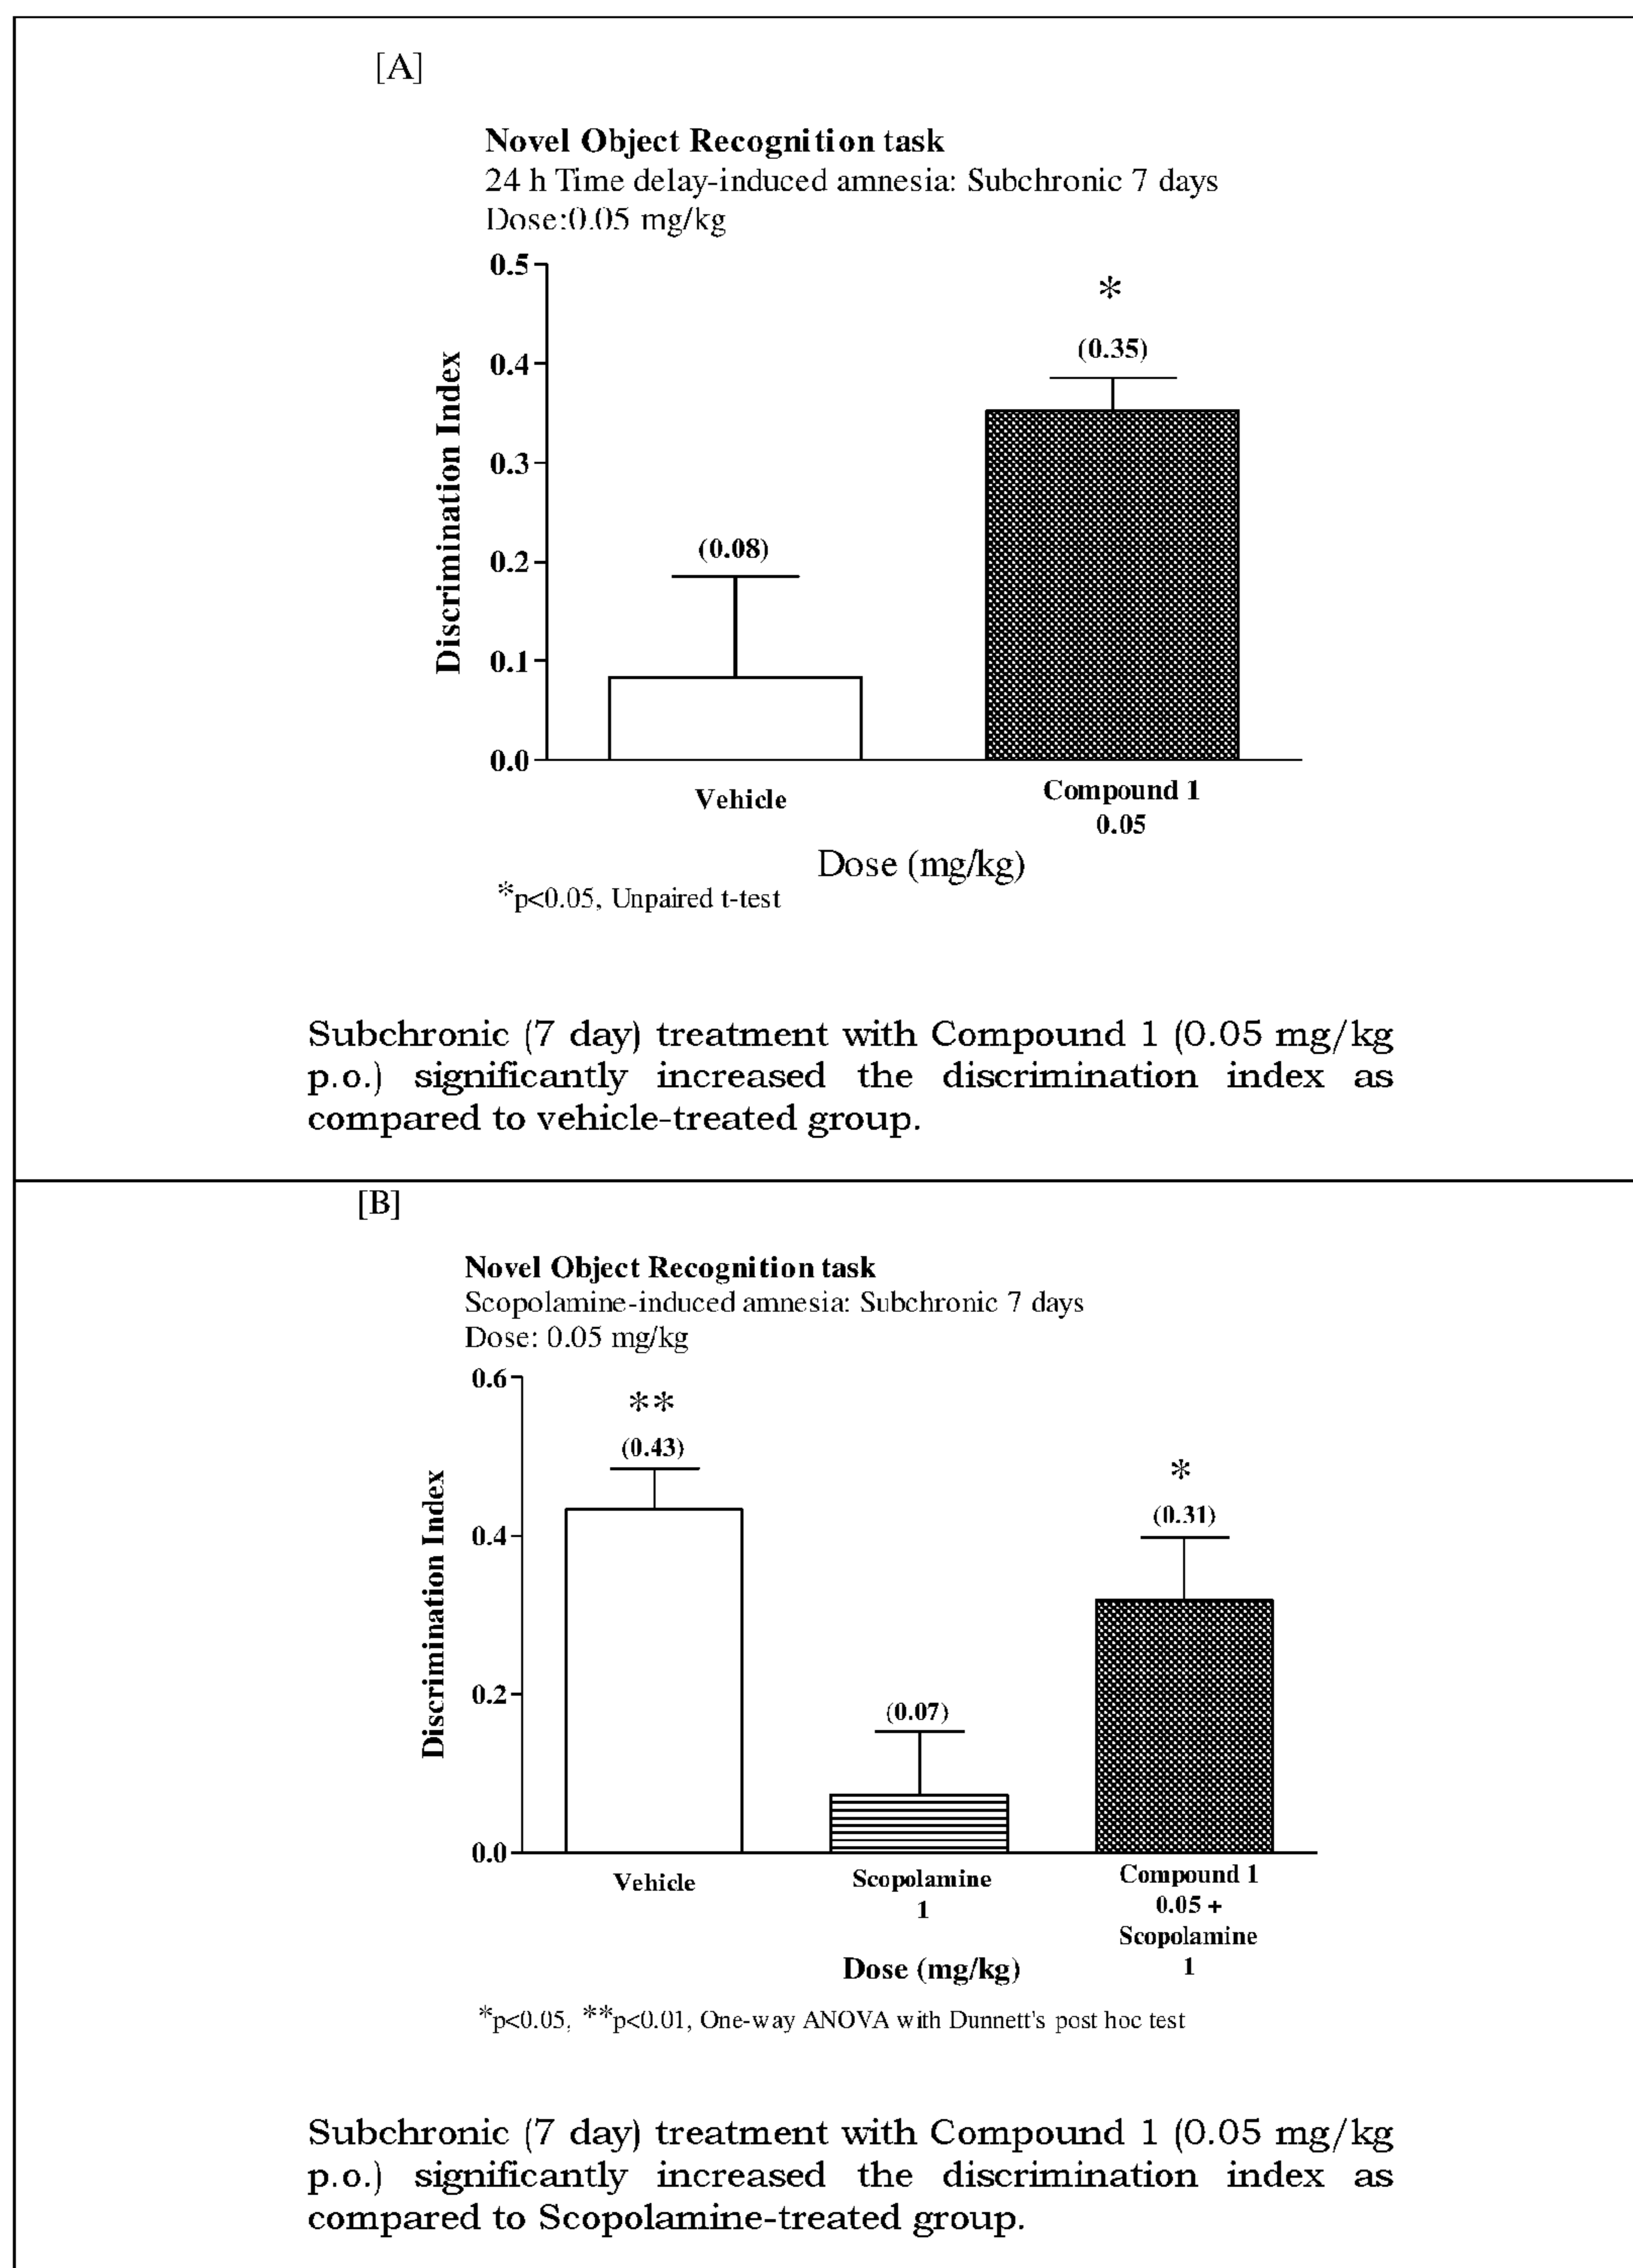 [A]
Novel Object Recognition task
24 h Time delay-induced amnesia: Subchronic 7 days
Dose:0.05 mg/kg
0.5
0.4
0.3
0.2
0.1
0.0
Discrimination Index
*
(0.35)
(0.08)
Vehicle
Compound 1
0.05
Dose (mg/kg)
*p<0.05, Unpaired t-test
Subchronic (7 day) treatment with Compound 1 (0.05 mg/kg
p.o.) significantly increased the discrimination index as
compared to vehicle-treated group.
[B]
Novel Object Recognition task
Scopolamine-induced amnesia: Subchronic 7 days
Dose: 0.05 mg/kg
0.6
0.4
0.2
0.0
Discrimination Index
**
(0.43)
(0.07)
*
(0.31)
Vehicle
Scopolamine
1
Compound 1
0.05 +
Scopolamine
1
Dose (mg/kg)
*p<0.05, **p<0.01, One-way ANOVA with Dunnett's post hoc test
Subchronic (7 day) treatment with Compound 1 (0.05 mg/kg
p.o.) significantly increased the discrimination index as
compared to Scopolamine-treated group.